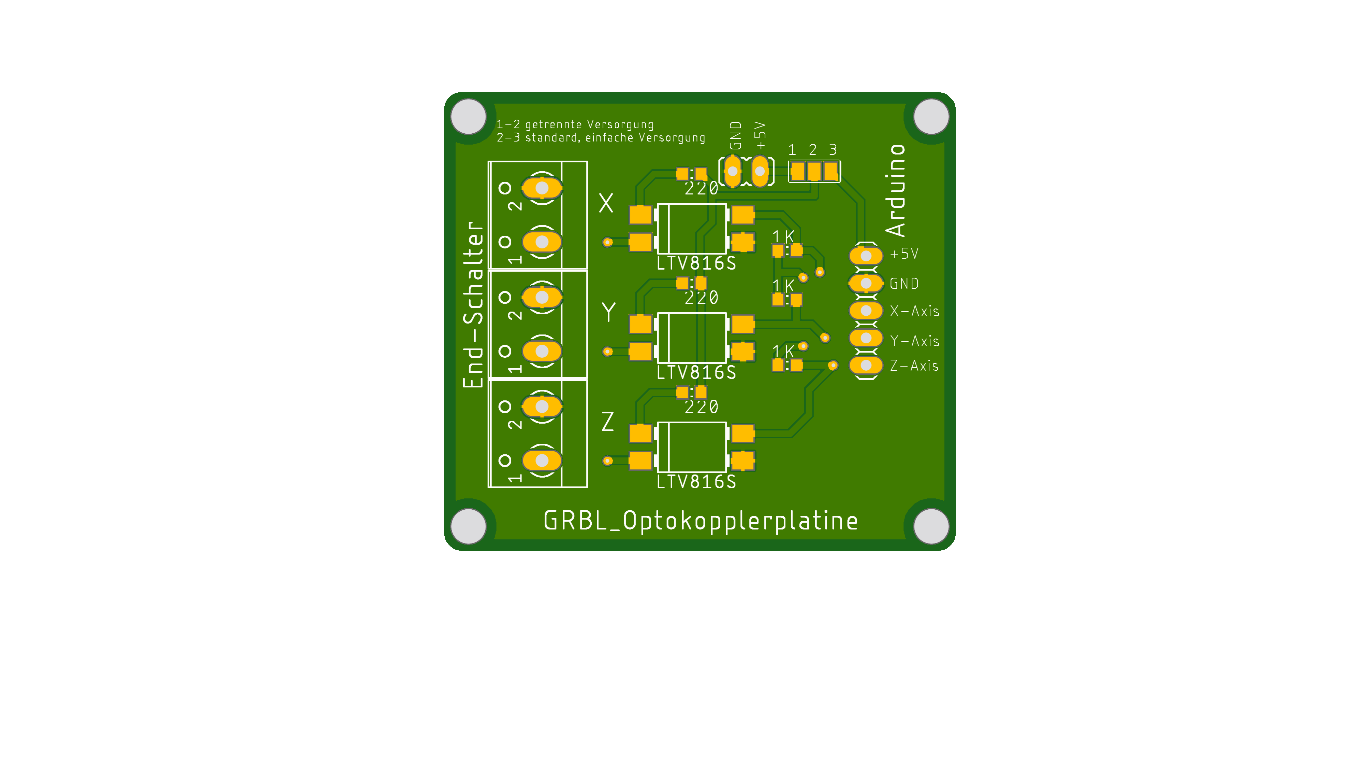 1-2 getrennte Versorgung
2-3 standard, einfache Versorgung
GND
+5V
1 2 3
Arduino
End-Schalter
2
1
X
220
LTV816S
1K
+5V
GND
X-Axis
Y-Axis
Z-Axis
2
1
Y
220
LTV816S
1K
1K
2
1
Z
220
LTV816S
GRBL_Optokopplerplatine